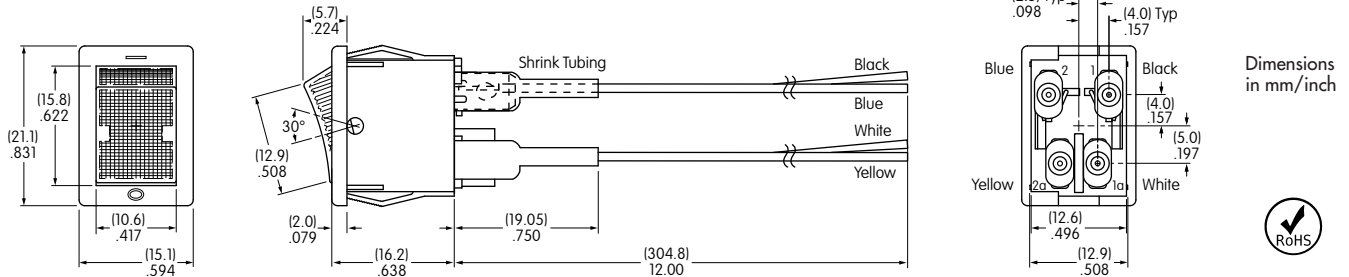 (5.7)
.224
(21.1)
.831
(15.8)
.622
(10.6)
.417
(15.1)
.594
30°
(12.9)
.508
(2.0)
.079
(16.2)
.638
(19.05)
.750
(304.8)
12.00
Shrink Tubing
Black
Blue
White
Yellow
Typ
.098
(4.0) Typ
.157
Blue
2
1
Black
(4.0)
.157
(5.0)
.197
Yellow
2a
1a
White
(12.6)
.496
(12.9)
.508
Dimensions
in mm/inch
RoHS